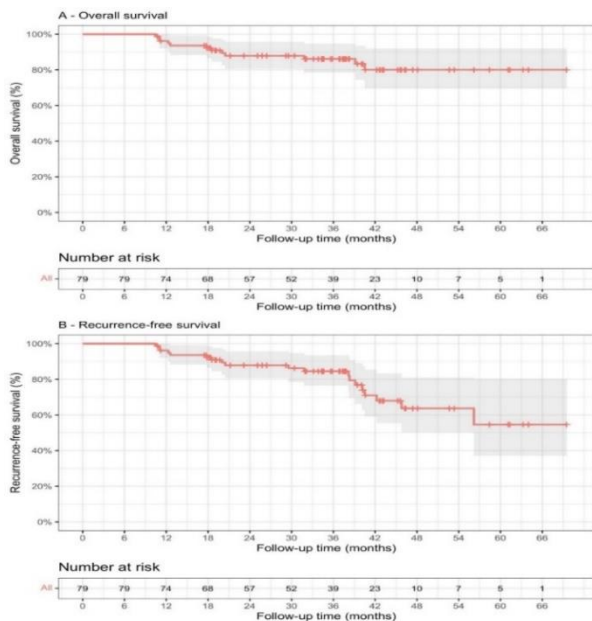 A - Overall survival
100%
80%
60%
40%
20%
0%
Overall survival (%)
0 6 12 18 24 30 36 42 48 54 60 66
Follow-up time (months)
Number at risk
All 79 79 74 68 57 52 39 23 10 7 5 1
0 6 12 18 24 30 36 42 48 54 60 66
Follow-up time (months)
B - Recurrence-free survival
100%
80%
60%
40%
20%
0%
Recurrence-free survival (%)
0 6 12 18 24 30 36 42 48 54 60 66
Follow-up time (months)
Number at risk
All 79 79 74 68 57 52 39 23 10 7 5 1
0 6 12 18 24 30 36 42 48 54 60 66
Follow-up time (months)